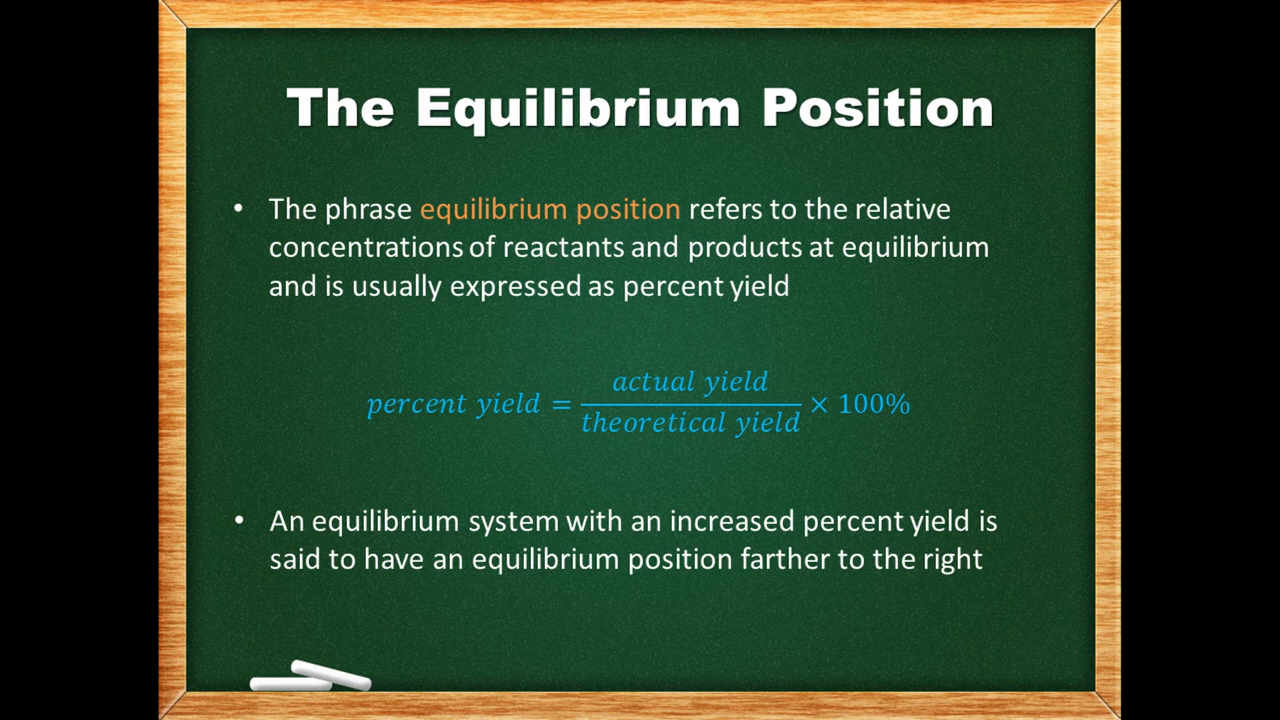 The Equilibrium Position
• The phrase equilibrium position refers to the relative
concentrations of reactants and products at equilibrium
and is usually expressed as percent yield
percent yield = actual yield / theoretical yield × 100%
• An equilibrium system with an increased percent yield is
said to have an equilibrium position farther to the right